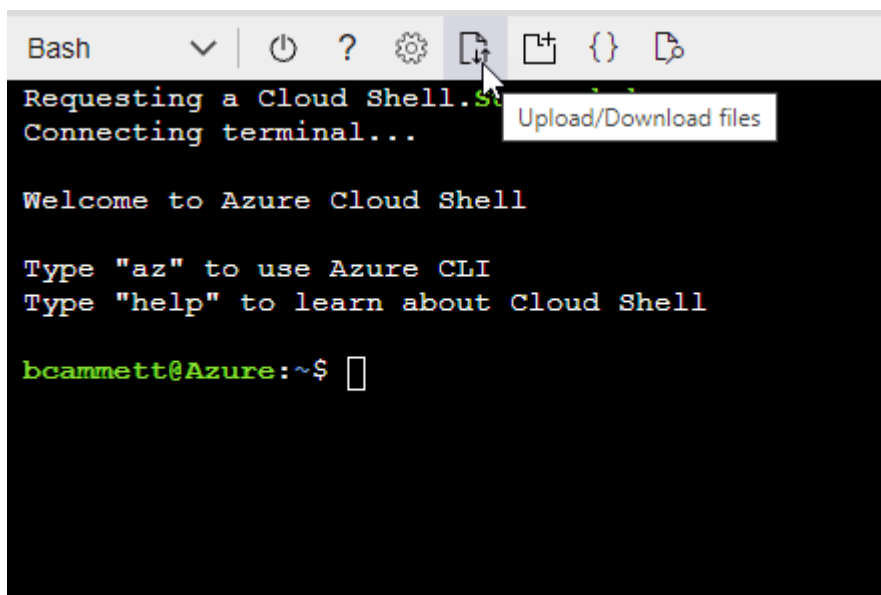 Bash
?
{}
Requesting a Cloud Shell.
Upload/Download files
Connecting terminal...
Welcome to Azure Cloud Shell
Type "az" to use Azure CLI
Type "help" to learn about Cloud Shell
bcammett@Azure:~$